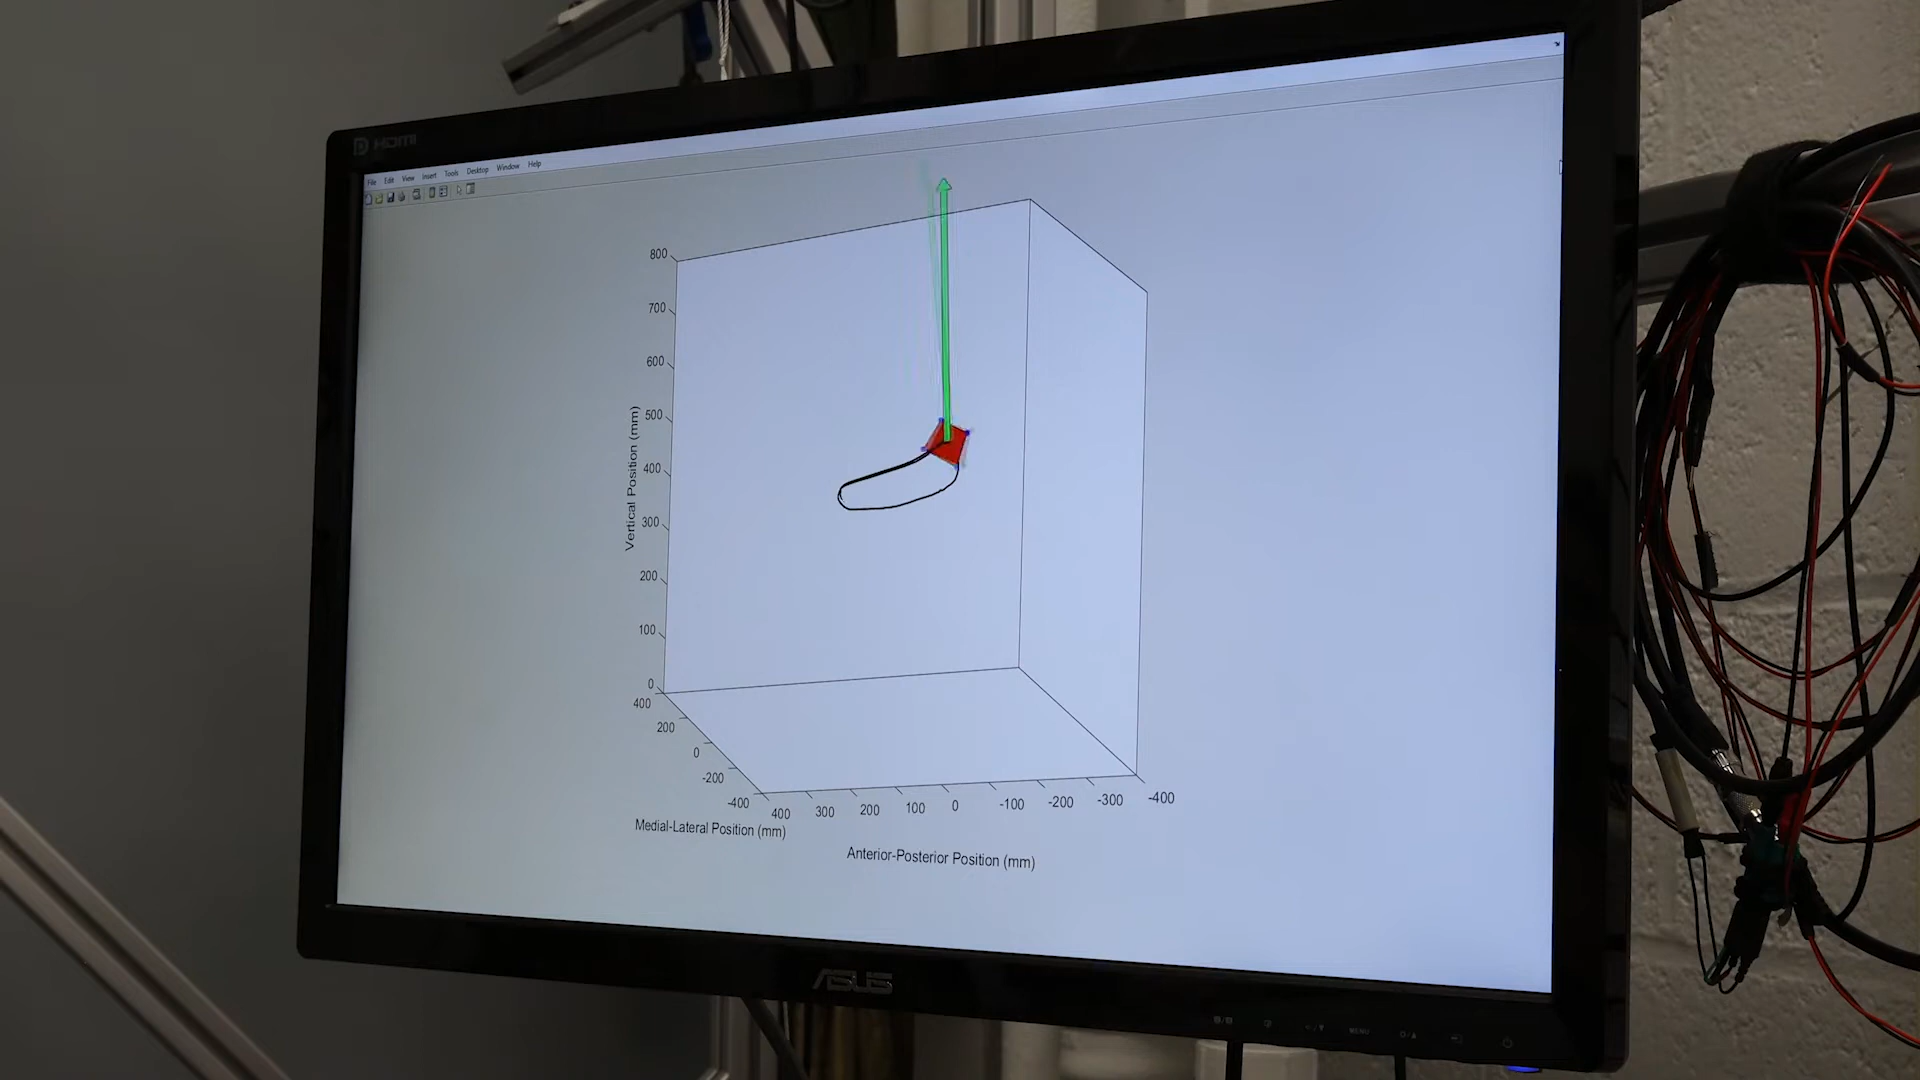 HDMI
File Edit View Insert Tools Desktop Window Help
800
700
600
500
400
300
200
100
0
Vertical Position (mm)
400
200
0
-200
-400
Medial-Lateral Position (mm)
400 300 200 100 0 -100 -200 -300 -400
Anterior-Posterior Position (mm)
ASUS
MENU